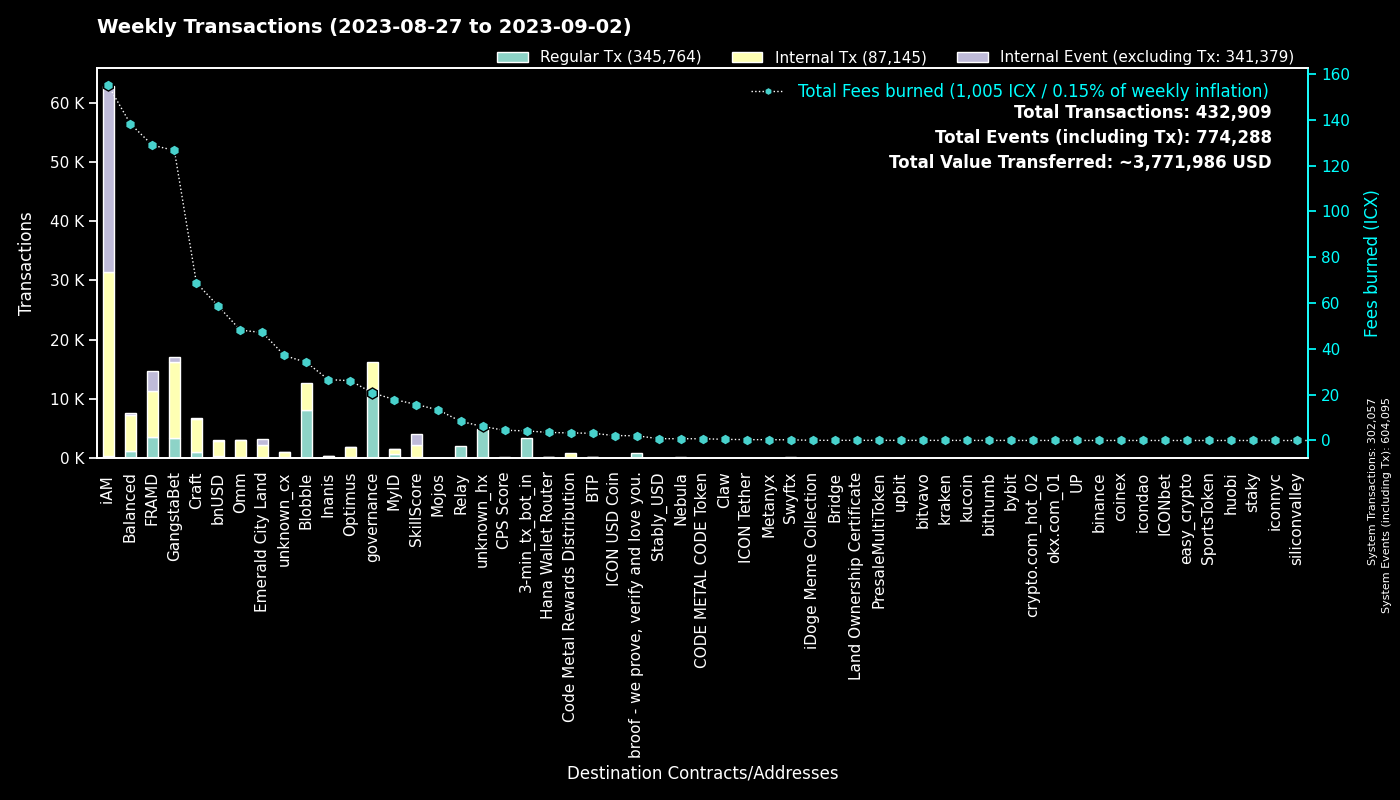 Weekly Transactions (2023-08-27 to 2023-09-02)
Regular Tx (345,764)
Internal Tx (87,145)
Internal Event (excluding Tx: 341,379)
Total Fees burned (1,005 ICX / 0.15% of weekly inflation)
Total Transactions: 432,909
Total Events (including Tx): 774,288
Total Value Transferred: ~3,771,986 USD
Transactions
60 K
50 K
40 K
30 K
20 K
10 K
0 K
160
140
120
100
80
60
40
20
0
Fees burned (ICX)
System Transactions: 302,057
System Events (including Tx): 604,095
iAM
Balanced
FRAMD
GangstaBet
Craft
bnUSD
Omm
Emerald City Land
unknown_cx
Blobble
Inanis
Optimus
governance
MyID
SkillScore
Mojos
Relay
unknown_hx
CPS Score
3-min_tx_bot_in
Hana Wallet Router
Code Metal Rewards Distribution
BTP
ICON USD Coin
broof - we prove, verify and love you.
Stably_USD
Nebula
CODE METAL CODE Token
Claw
ICON Tether
Metanyx
Swyftx
iDoge Meme Collection
Bridge
Land Ownership Certificate
PresaleMultiToken
upbit
bitvavo
kraken
kucoin
bithumb
bybit
crypto.com_hot_02
okx.com_01
UP
binance
coinex
icondao
ICONbet
easy_crypto
SportsToken
huobi
staky
iconnyc
siliconvalley
Destination Contracts/Addresses